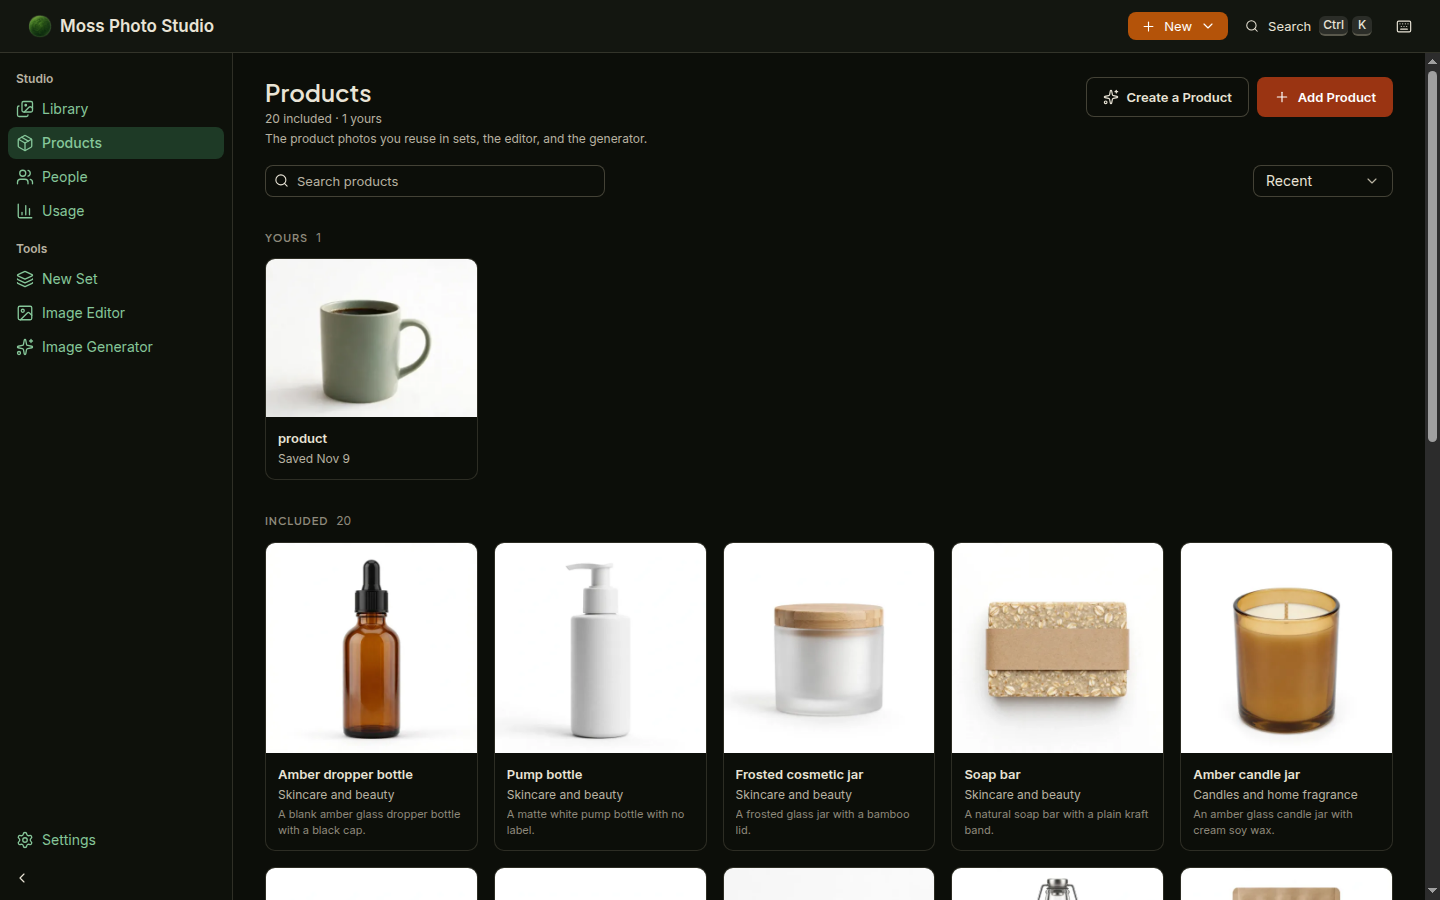 Moss Photo Studio
New
Search Ctrl K
Studio
Library
Products
People
Usage
Tools
New Set
Image Editor
Image Generator
Settings
Products
20 included · 1 yours
The product photos you reuse in sets, the editor, and the generator.
Create a Product
Add Product
Search products
Recent
YOURS 1
product
Saved Nov 9
INCLUDED 20
Amber dropper bottle
Skincare and beauty
A blank amber glass dropper bottle
with a black cap.
Pump bottle
Skincare and beauty
A matte white pump bottle with no
label.
Frosted cosmetic jar
Skincare and beauty
A frosted glass jar with a bamboo
lid.
Soap bar
Skincare and beauty
A natural soap bar with a plain kraft
band.
Amber candle jar
Candles and home fragrance
An amber glass candle jar with
cream soy wax.